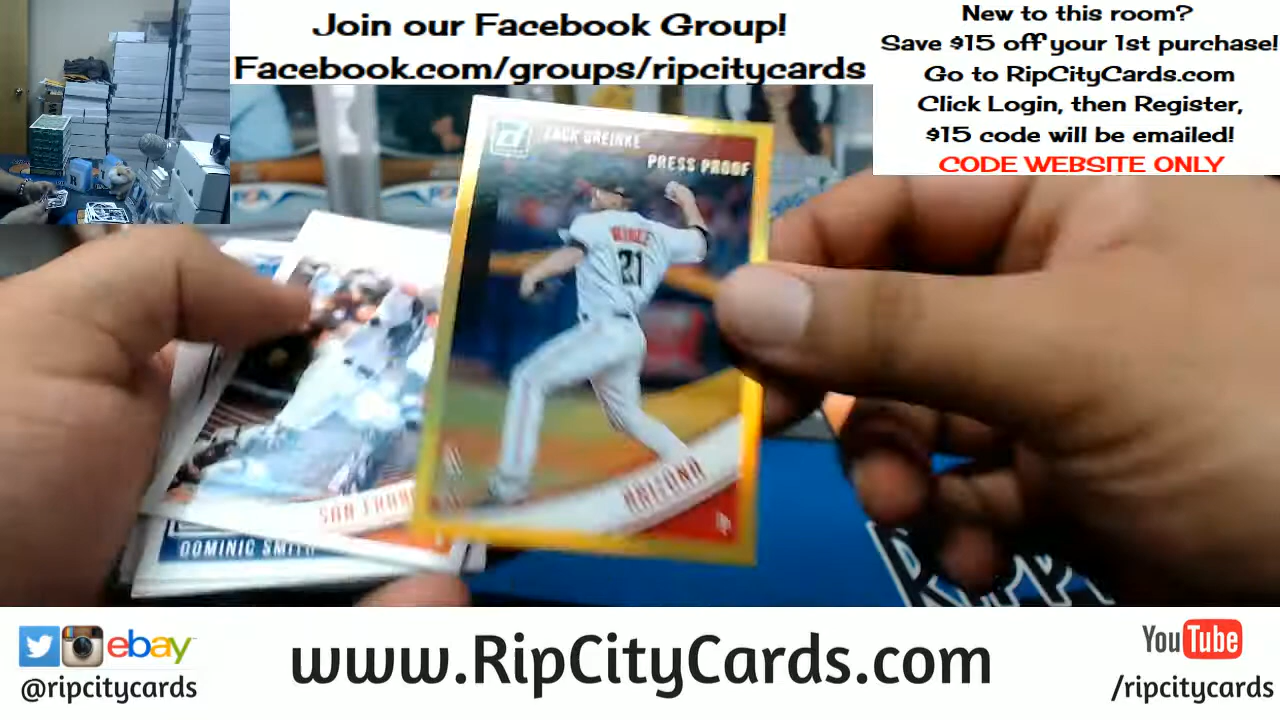 Join our Facebook Group!
Facebook.com/groups/ripcitycards
New to this room?
Save $15 off your 1st purchase!
Go to RipCityCards.com
Click Login, then Register,
$15 code will be emailed!
CODE WEBSITE ONLY
ZACK GREINKE
PRESS PROOF
21
ARIZONA
SAN FRAN
DOMINIC SMITH
ebay
@ripcitycards
www.RipCityCards.com
YouTube
/ripcitycards